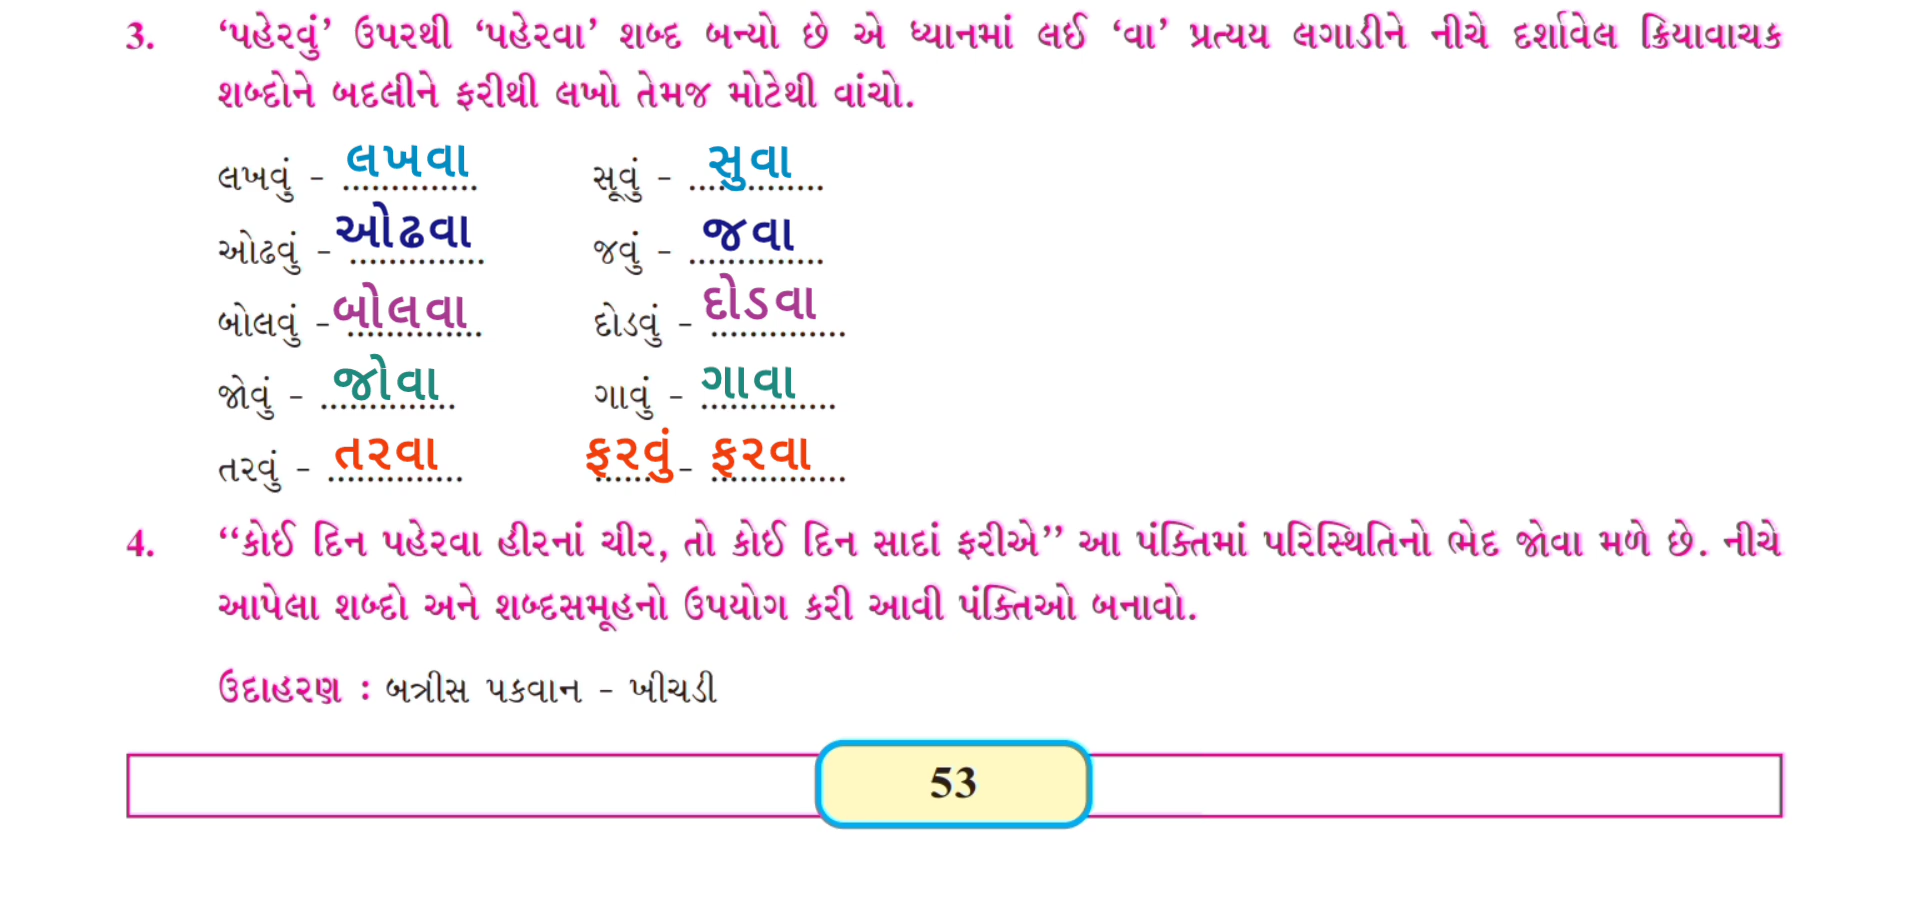 3. ‘પહેરવું’ ઉપરથી ‘પહેરવા’ શબ્દ બન્યો છે એ ધ્યાનમાં લઈ ‘વા’ પ્રત્યય લગાડીને નીચે દર્શાવેલ ક્રિયાવાચક
શબ્દોને બદલીને ફરીથી લખો તેમજ મોટેથી વાંચો.
લખવું - લખવા સૂવું - સુવા
ઓઢવું - ઓઢવા જવું - જવા
બોલવું - બોલવા દોડવું - દોડવા
જોવું - જોવા ગાવું - ગાવા
તરવું - તરવા ફરવું - ફરવા
4. ‘‘કોઈ દિન પહેરવા હીરનાં ચીર, તો કોઈ દિન સાદાં ફરીએ’’ આ પંક્તિમાં પરિસ્થિતિનો ભેદ જોવા મળે છે. નીચે
આપેલા શબ્દો અને શબ્દસમૂહનો ઉપયોગ કરી આવી પંક્તિઓ બનાવો.
ઉદાહરણ : બત્રીસ પકવાન - ખીચડી
53